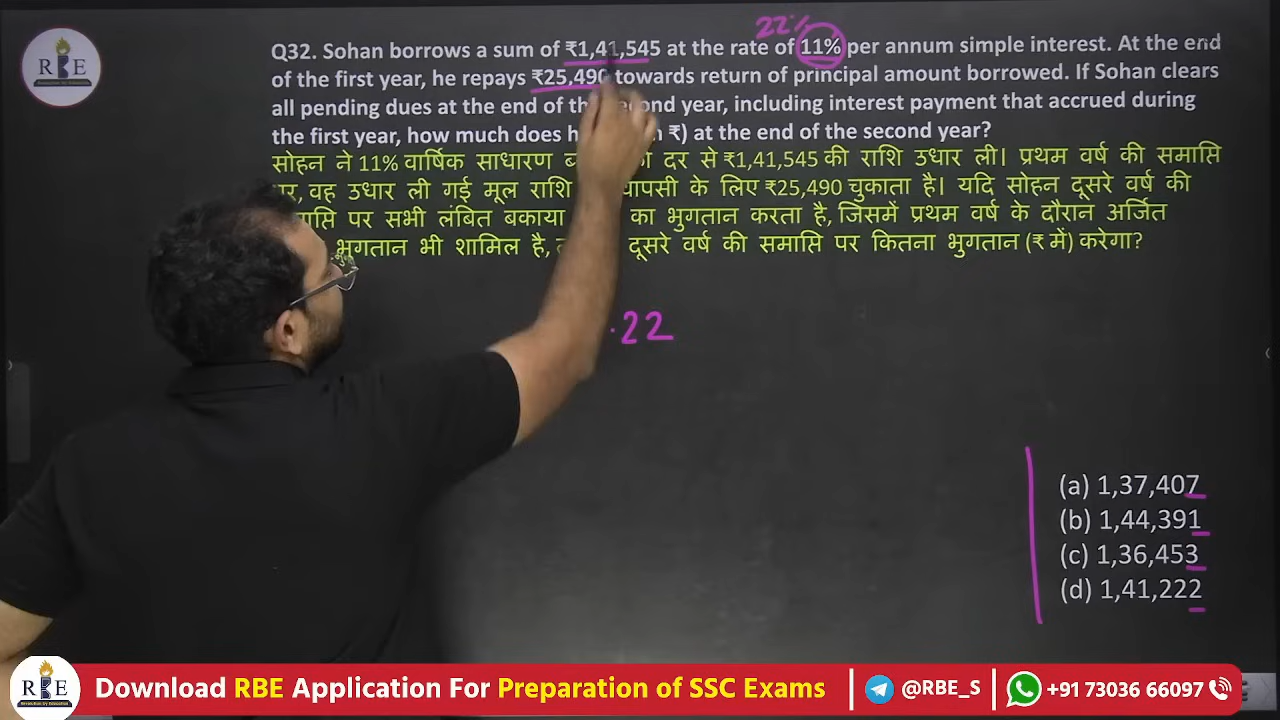 RBE
22%
Q32. Sohan borrows a sum of ₹1,41,545 at the rate of 11% per annum simple interest. At the end
of the first year, he repays ₹25,490 towards return of principal amount borrowed. If Sohan clears
all pending dues at the end of the second year, including interest payment that accrued during
the first year, how much does ₹) at the end of the second year?
सोहन ने 11% वार्षिक साधारण दर से ₹1,41,545 की राशि उधार ली। प्रथम वर्ष की समाप्ति
वह उधार ली गई मूल राशि के लिए ₹25,490 चुकाता है। यदि सोहन दूसरे वर्ष की
पर सभी लंबित बकाया का भुगतान करता है, जिसमें प्रथम वर्ष के दौरान अर्जित
भुगतान भी शामिल है, दूसरे वर्ष की समाप्ति पर कितना भुगतान (₹ में) करेगा?
.22
(a) 1,37,407
(b) 1,44,391
(c) 1,36,453
(d) 1,41,222
RBE
Download RBE Application For Preparation of SSC Exams
@RBE_S
+91 73036 66097